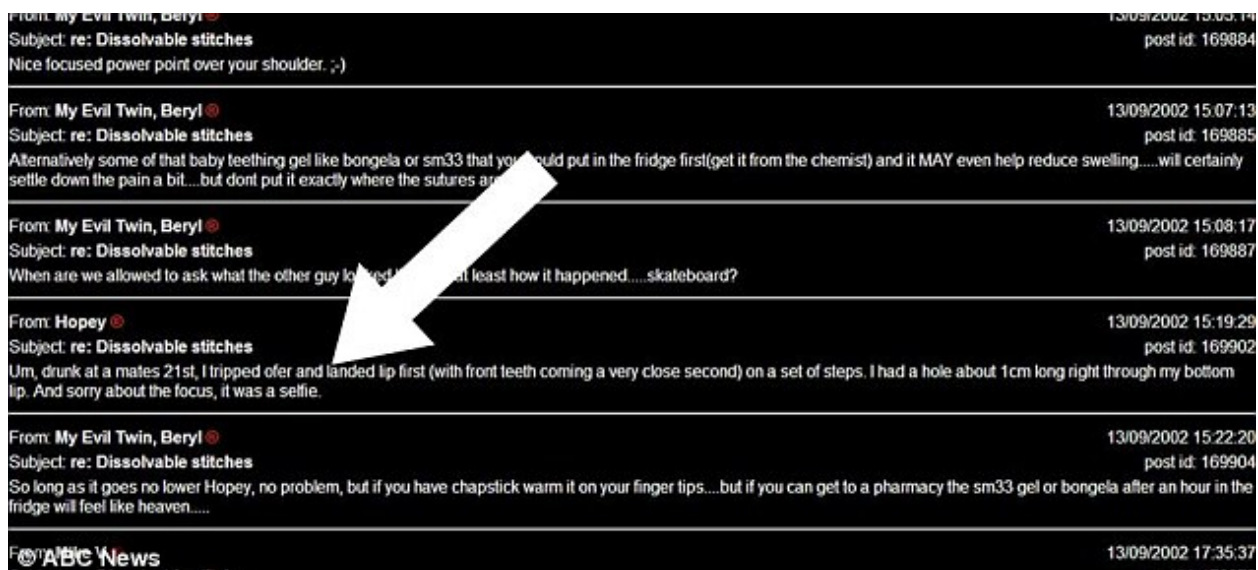 From: My Evil Twin, Beryl ®
13/09/2002 15:05:14
Subject: re: Dissolvable stitches
post id: 169884
Nice focused power point over your shoulder. ;-)
From: My Evil Twin, Beryl ®
13/09/2002 15:07:13
Subject: re: Dissolvable stitches
post id: 169885
Alternatively some of that baby teething gel like bongela or sm33 that you could put in the fridge first(get it from the chemist) and it MAY even help reduce swelling.....will certainly
settle down the pain a bit....but dont put it exactly where the sutures
From: My Evil Twin, Beryl ®
13/09/2002 15:08:17
Subject: re: Dissolvable stitches
post id: 169887
When are we allowed to ask what the other guy at least how it happened.....skateboard?
From: Hopey ®
13/09/2002 15:19:29
Subject: re: Dissolvable stitches
post id: 169902
Um, drunk at a mates 21st, I tripped ofer and landed lip first (with front teeth coming a very close second) on a set of steps. I had a hole about 1cm long right through my bottom
lip. And sorry about the focus, it was a selfie.
From: My Evil Twin, Beryl ®
13/09/2002 15:22:20
Subject: re: Dissolvable stitches
post id: 169904
So long as it goes no lower Hopey, no problem, but if you have chapstick warm it on your finger tips....but if you can get to a pharmacy the sm33 gel or bongela after an hour in the
fridge will feel like heaven.....
13/09/2002 17:35:37
© ABC News